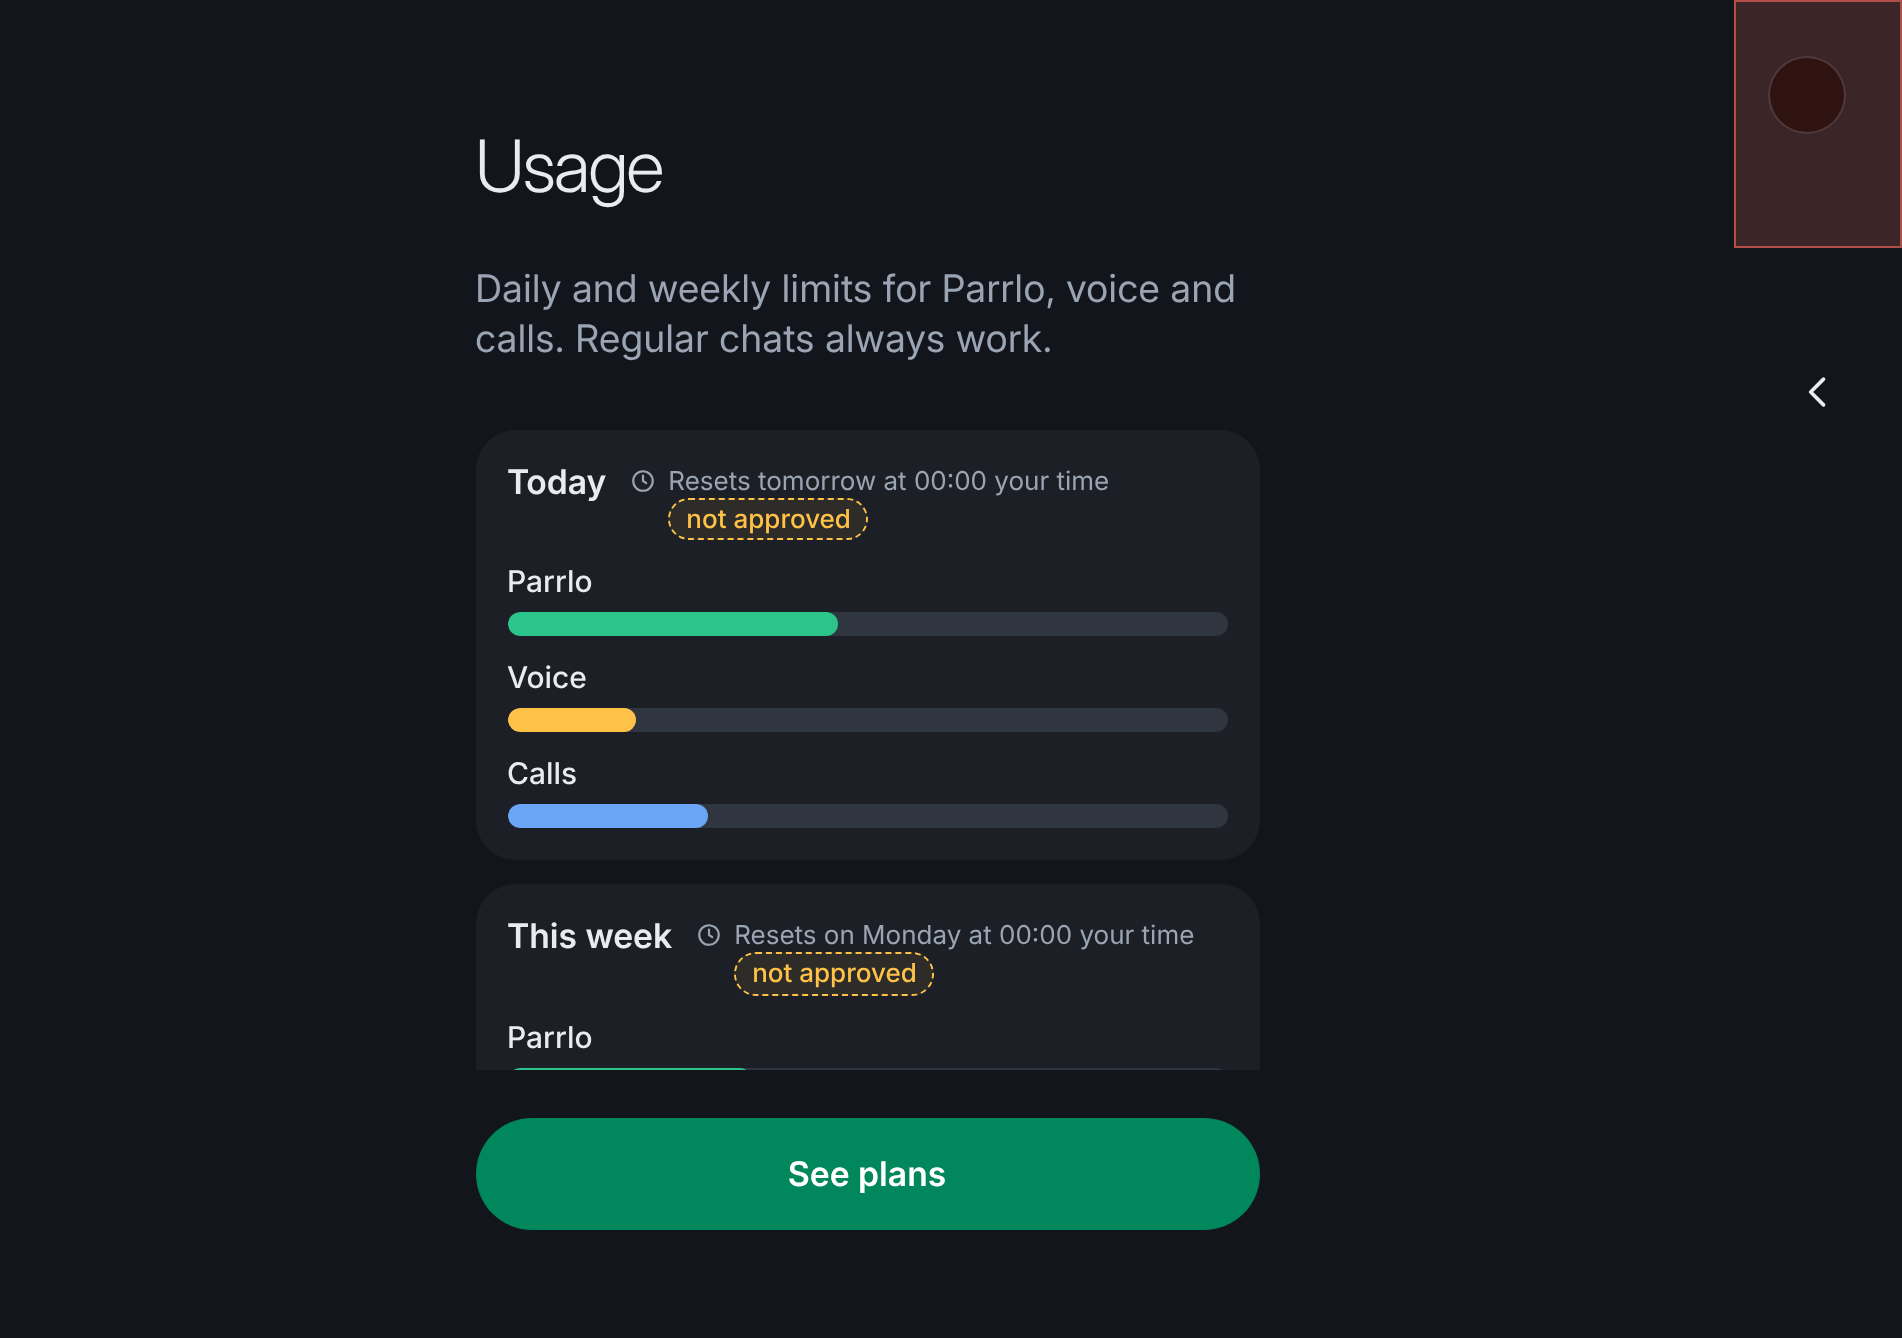 Usage
Daily and weekly limits for Parrlo, voice and
calls. Regular chats always work.
Today Resets tomorrow at 00:00 your time
not approved
Parrlo
Voice
Calls
This week Resets on Monday at 00:00 your time
not approved
Parrlo
See plans